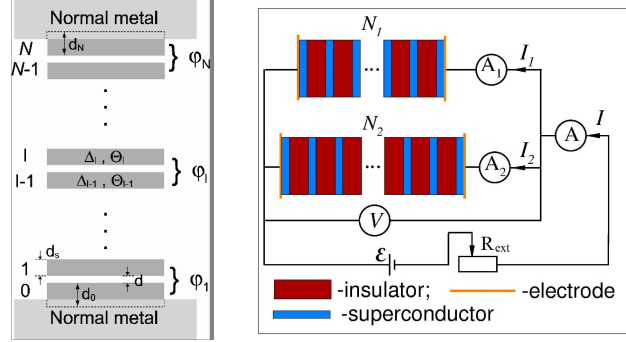 Normal metal
N
d_N
φ_N
N-1
l
Δ_l , Θ_l
φ_l
l-1
Δ_{l-1} , Θ_{l-1}
d_s
1
d
φ_1
0
d_0
Normal metal
N_1
A_1
I_1
I
A
N_2
A_2
I_2
V
ε
R_ext
-insulator;
-electrode
-superconductor